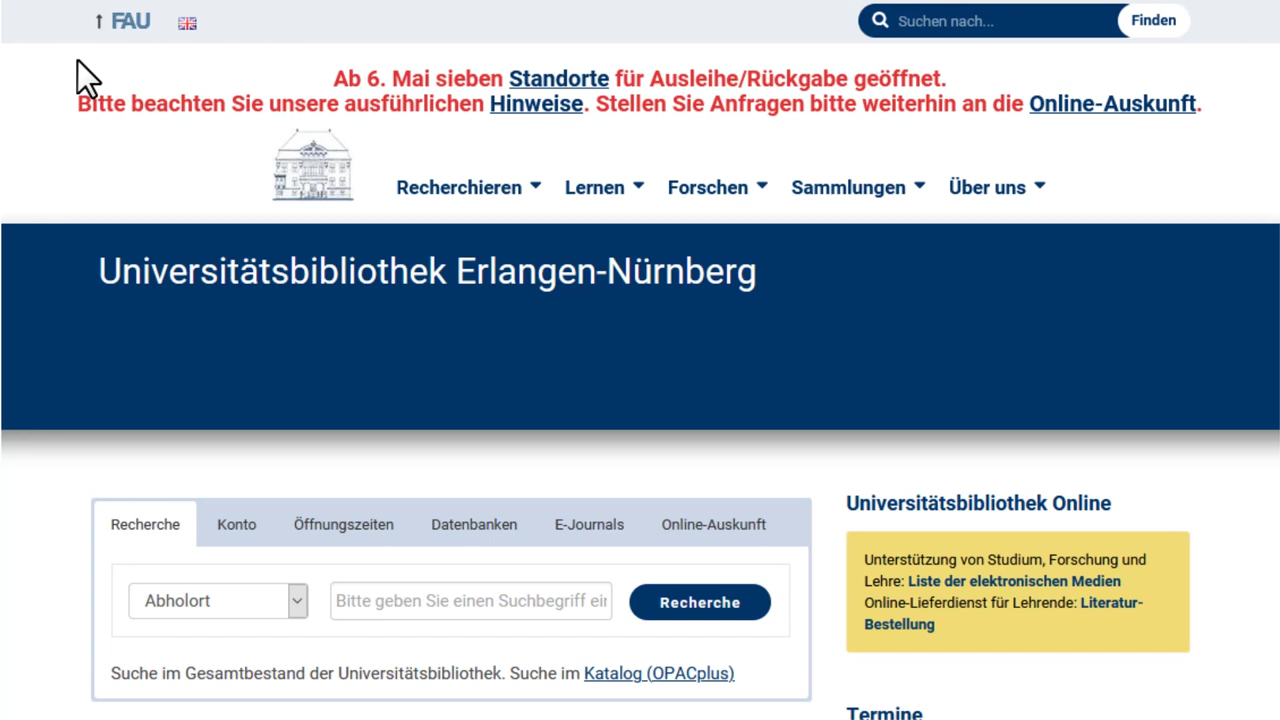 ↑ FAU
Suchen nach...
Finden
Ab 6. Mai sieben Standorte für Ausleihe/Rückgabe geöffnet.
Bitte beachten Sie unsere ausführlichen Hinweise. Stellen Sie Anfragen bitte weiterhin an die Online-Auskunft.
Recherchieren Lernen Forschen Sammlungen Über uns
Universitätsbibliothek Erlangen-Nürnberg
Recherche Konto Öffnungszeiten Datenbanken E-Journals Online-Auskunft
Abholort
Bitte geben Sie einen Suchbegriff ein
Recherche
Suche im Gesamtbestand der Universitätsbibliothek. Suche im Katalog (OPACplus)
Universitätsbibliothek Online
Unterstützung von Studium, Forschung und
Lehre: Liste der elektronischen Medien
Online-Lieferdienst für Lehrende: Literatur-
Bestellung
Termine